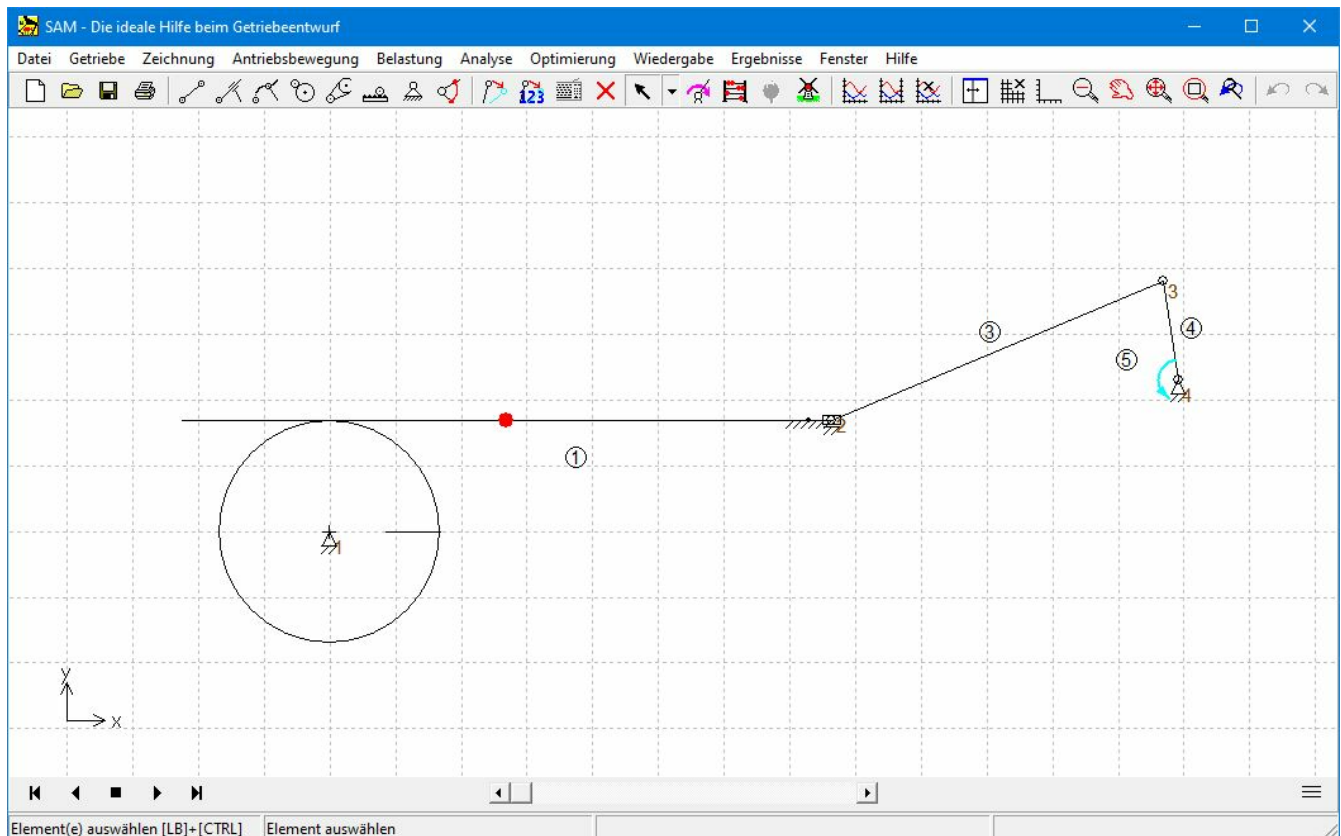 SAM - Die ideale Hilfe beim Getriebeentwurf
Datei Getriebe Zeichnung Antriebsbewegung Belastung Analyse Optimierung Wiedergabe Ergebnisse Fenster Hilfe
123
3
③
④
⑤
4
2
①
1
y
x
Element(e) auswählen [LB]+[CTRL] Element auswählen